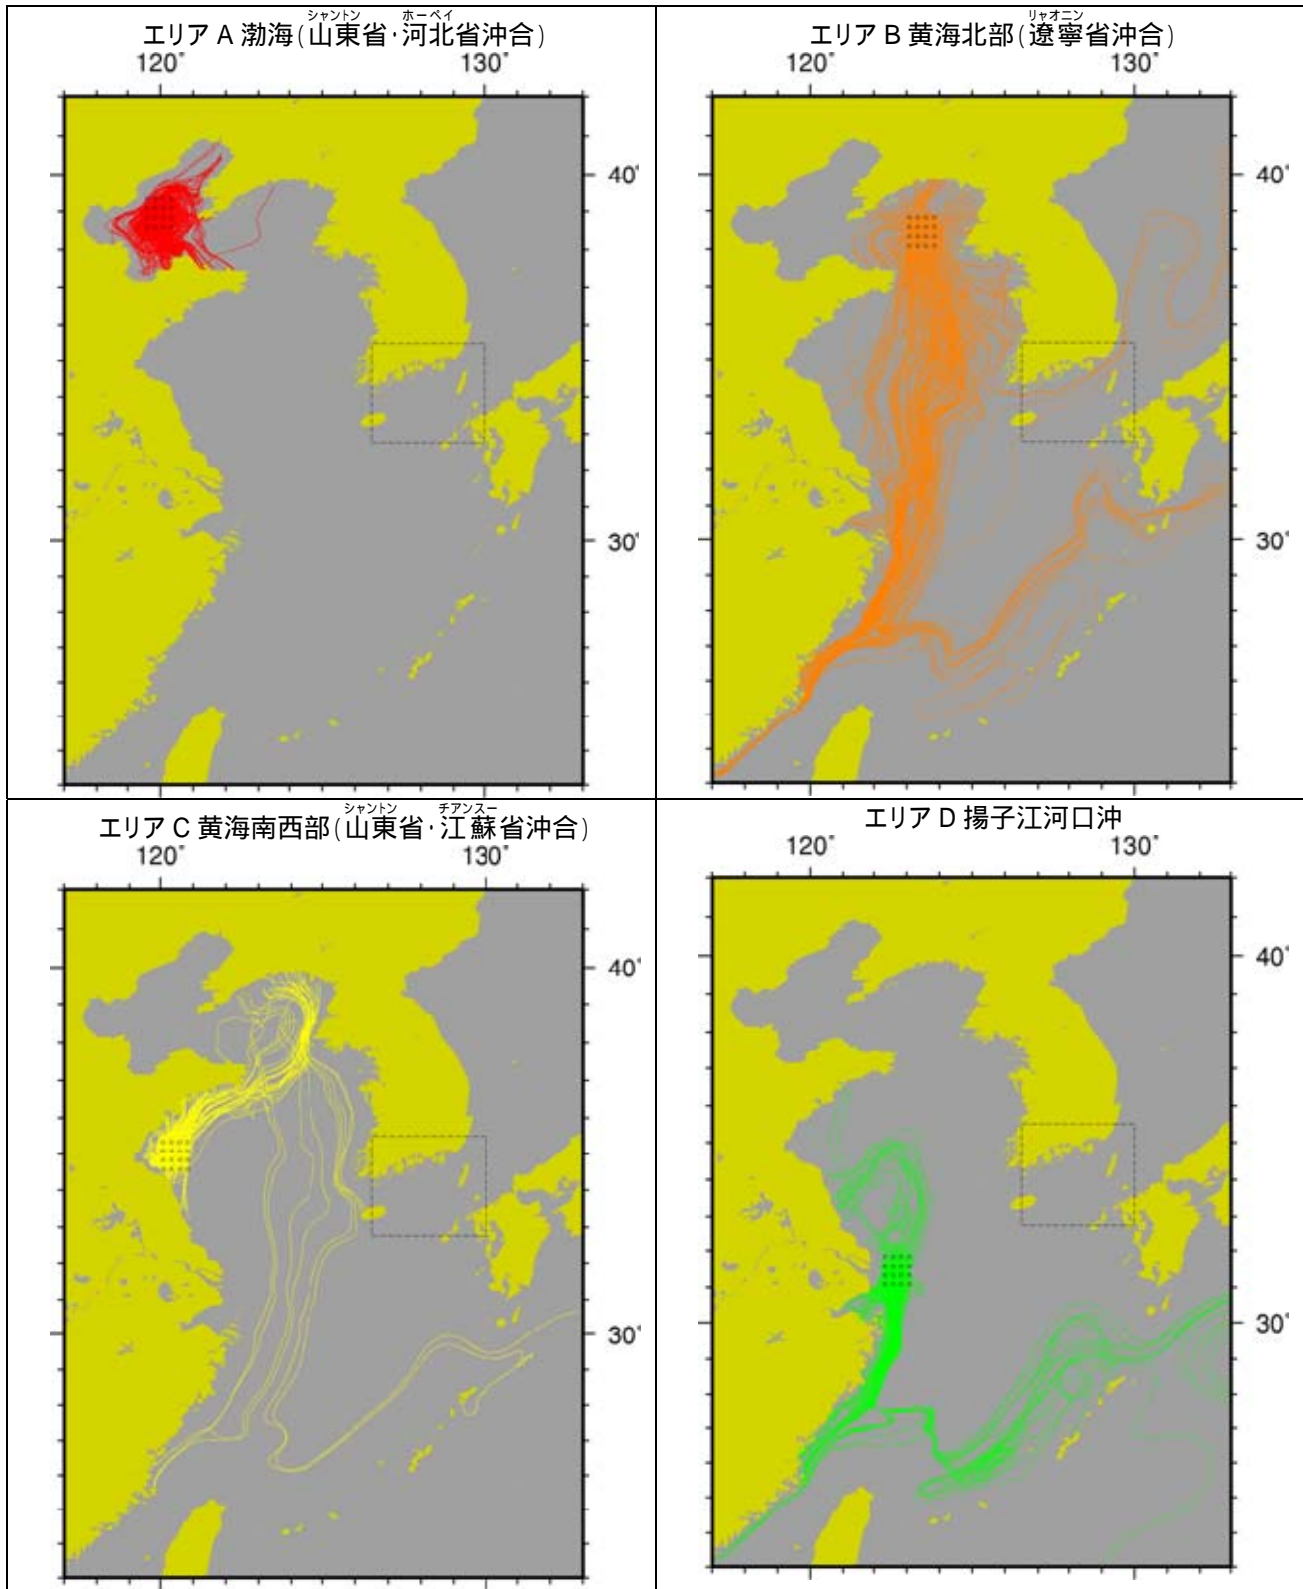 シャントン ホーペイ
エリア A 渤海(山東省・河北省沖合)
120° 130°
40°
30°
リャオニン
エリア B 黄海北部(遼寧省沖合)
120° 130°
40°
30°
シャントン チアンスー
エリア C 黄海南西部(山東省・江蘇省沖合)
120° 130°
40°
30°
エリア D 揚子江河口沖
120° 130°
40°
30°